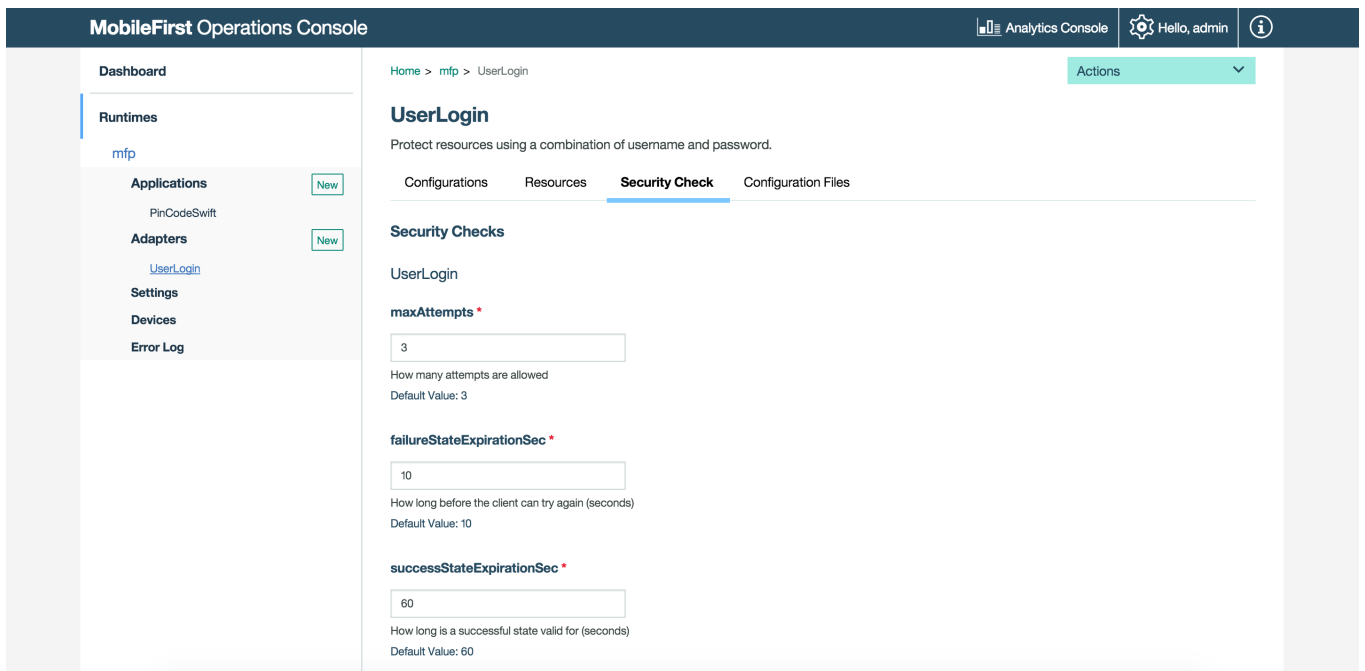 MobileFirst Operations Console
Analytics Console
Hello, admin
Dashboard
Runtimes
mfp
Applications
New
PinCodeSwift
Adapters
New
UserLogin
Settings
Devices
Error Log
Home > mfp > UserLogin
Actions
UserLogin
Protect resources using a combination of username and password.
Configurations Resources Security Check Configuration Files
Security Checks
UserLogin
maxAttempts *
3
How many attempts are allowed
Default Value: 3
failureStateExpirationSec *
10
How long before the client can try again (seconds)
Default Value: 10
successStateExpirationSec *
60
How long is a successful state valid for (seconds)
Default Value: 60